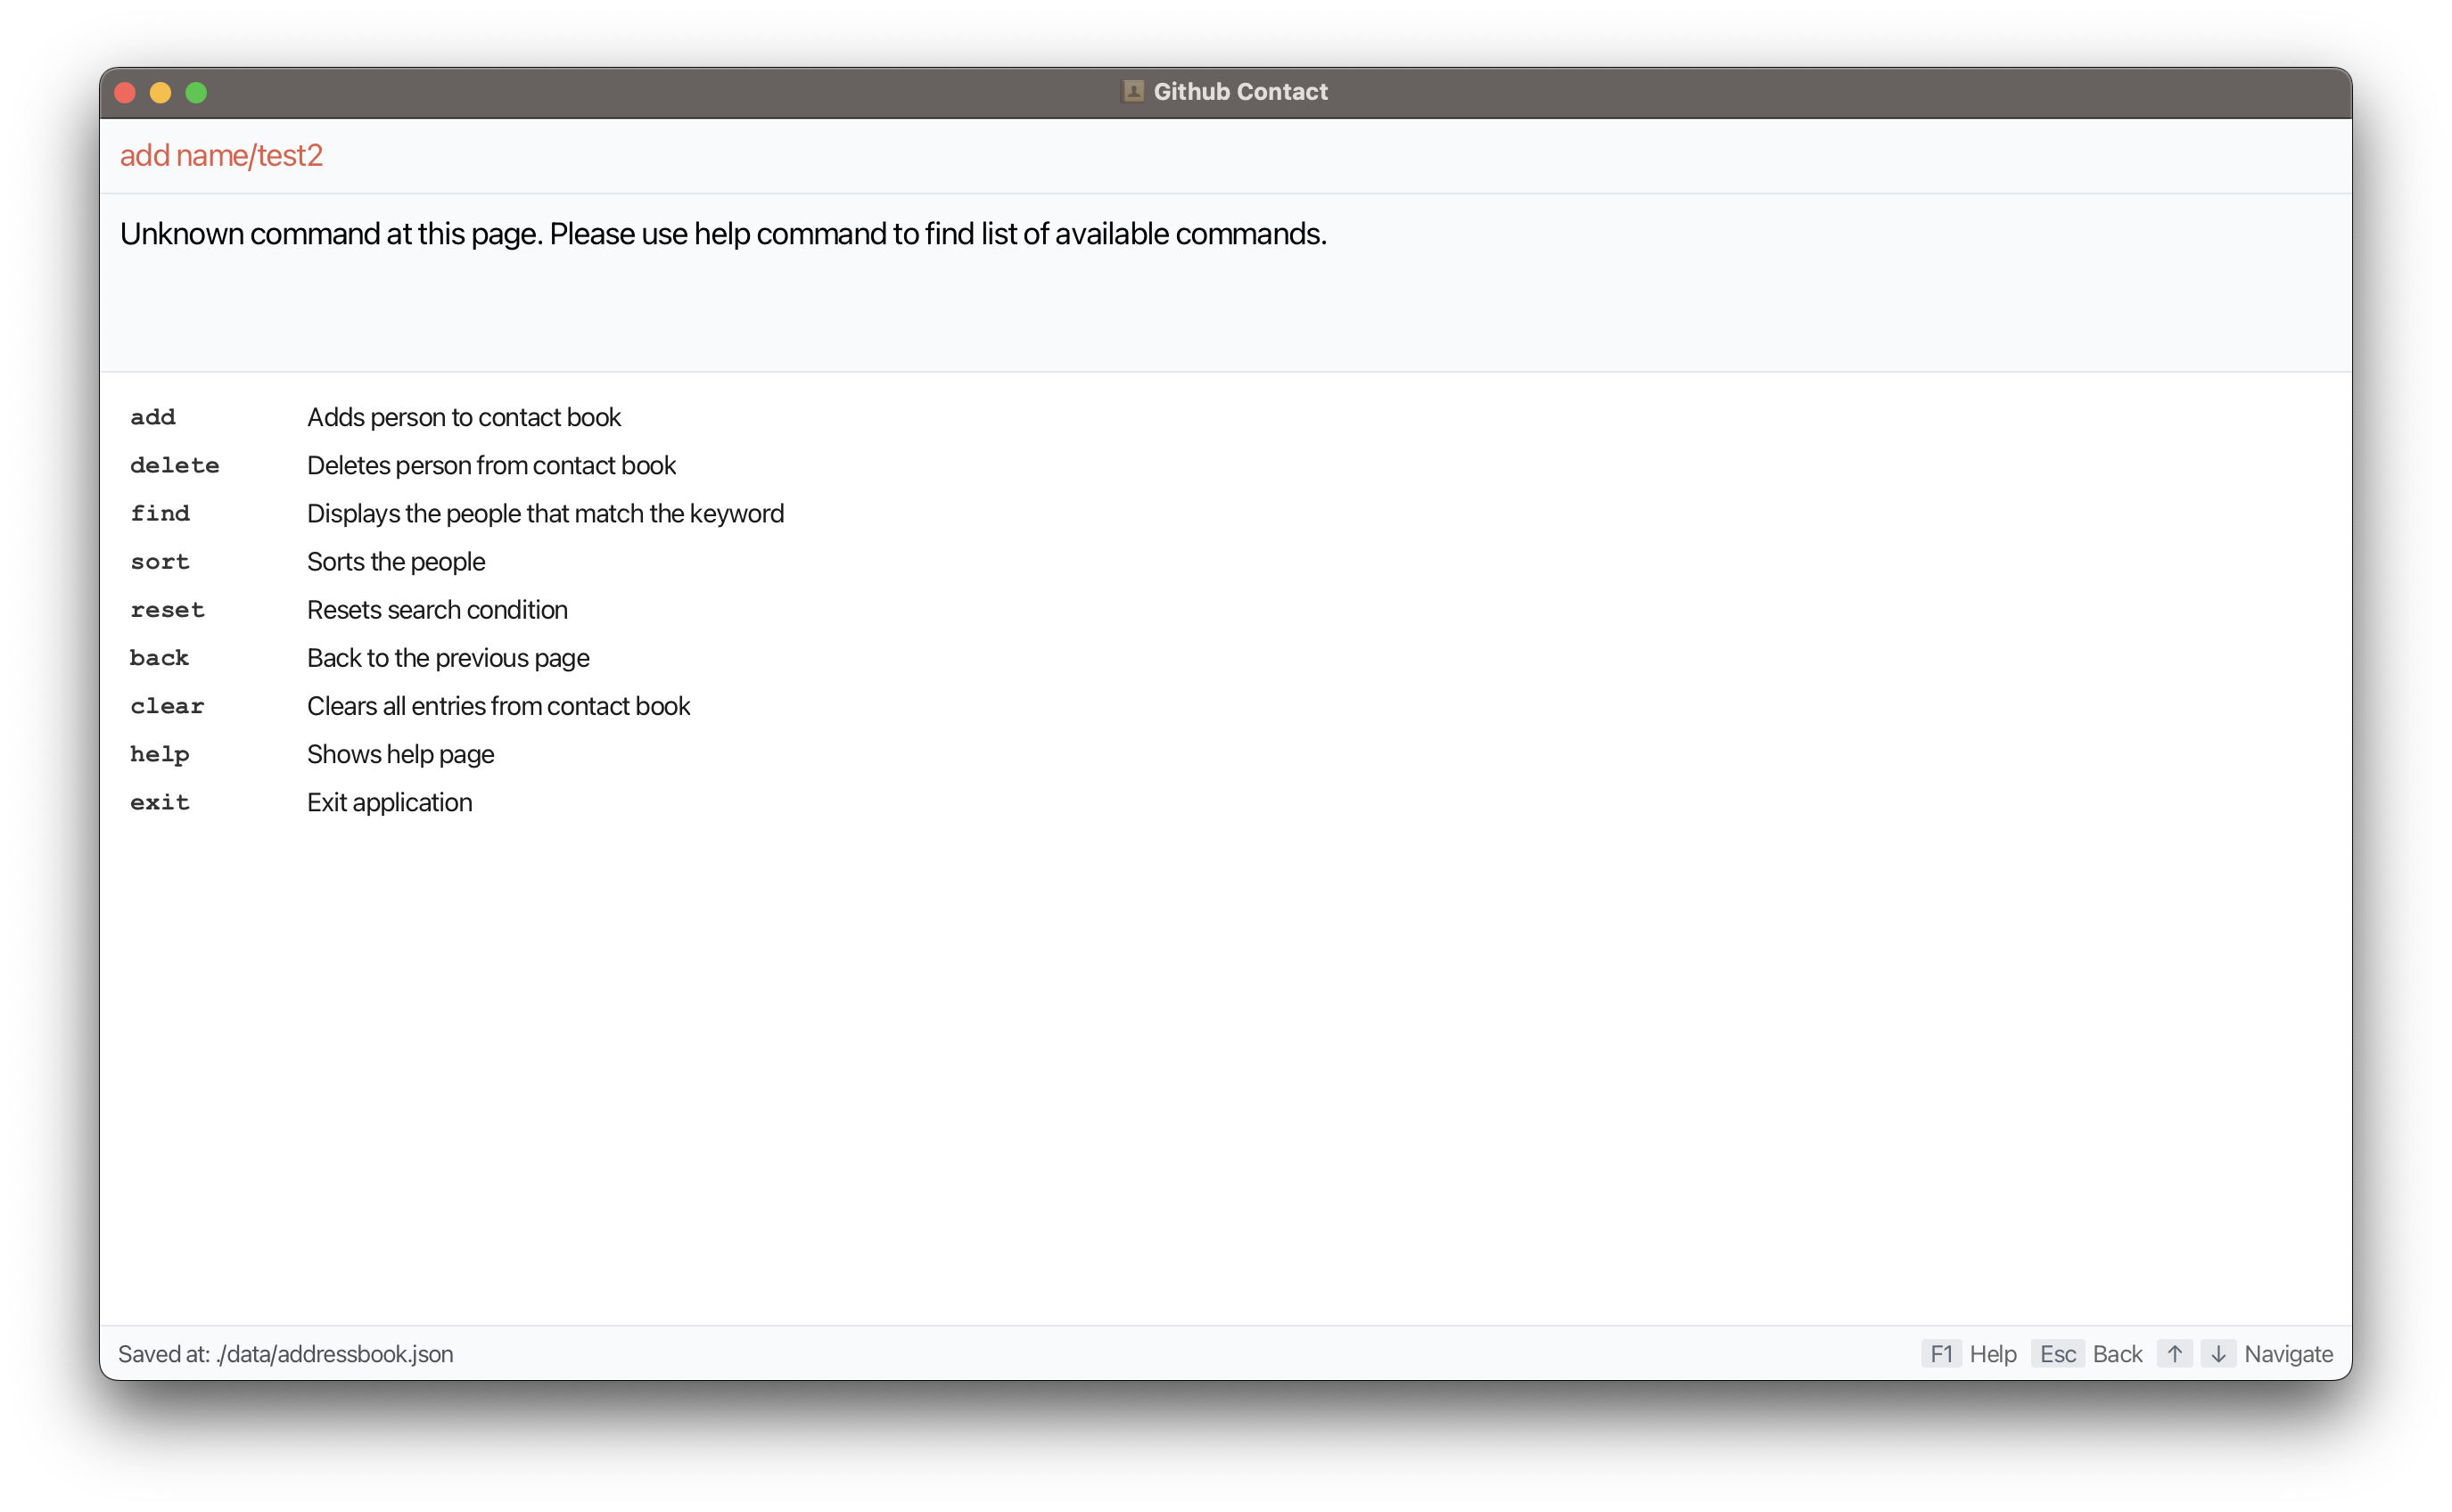 Github Contact
add name/test2
Unknown command at this page. Please use help command to find list of available commands.
add Adds person to contact book
delete Deletes person from contact book
find Displays the people that match the keyword
sort Sorts the people
reset Resets search condition
back Back to the previous page
clear Clears all entries from contact book
help Shows help page
exit Exit application
Saved at: ./data/addressbook.json F1 Help Esc Back ↑ ↓ Navigate